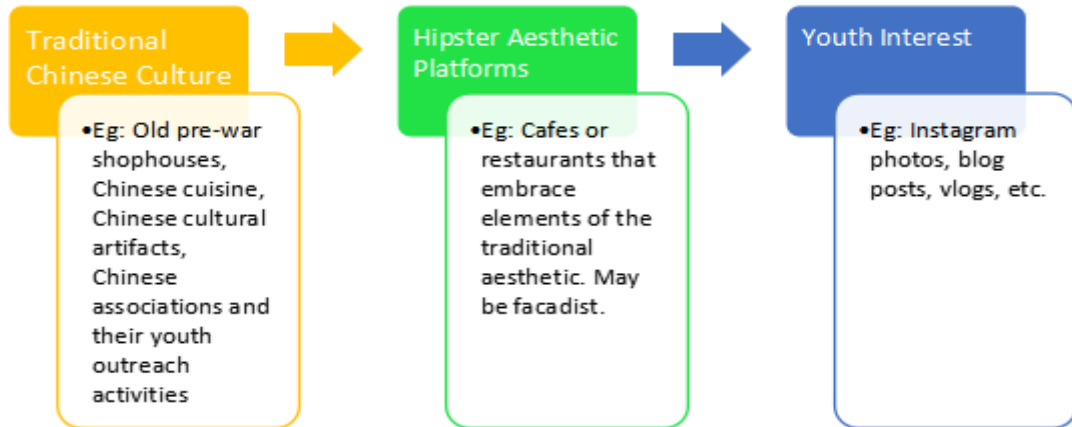 Traditional
Chinese Culture
•Eg: Old pre-war
shophouses,
Chinese cuisine,
Chinese cultural
artifacts,
Chinese
associations and
their youth
outreach
activities
Hipster Aesthetic
Platforms
•Eg: Cafes or
restaurants that
embrace
elements of the
traditional
aesthetic. May
be facadist.
Youth Interest
•Eg: Instagram
photos, blog
posts, vlogs, etc.